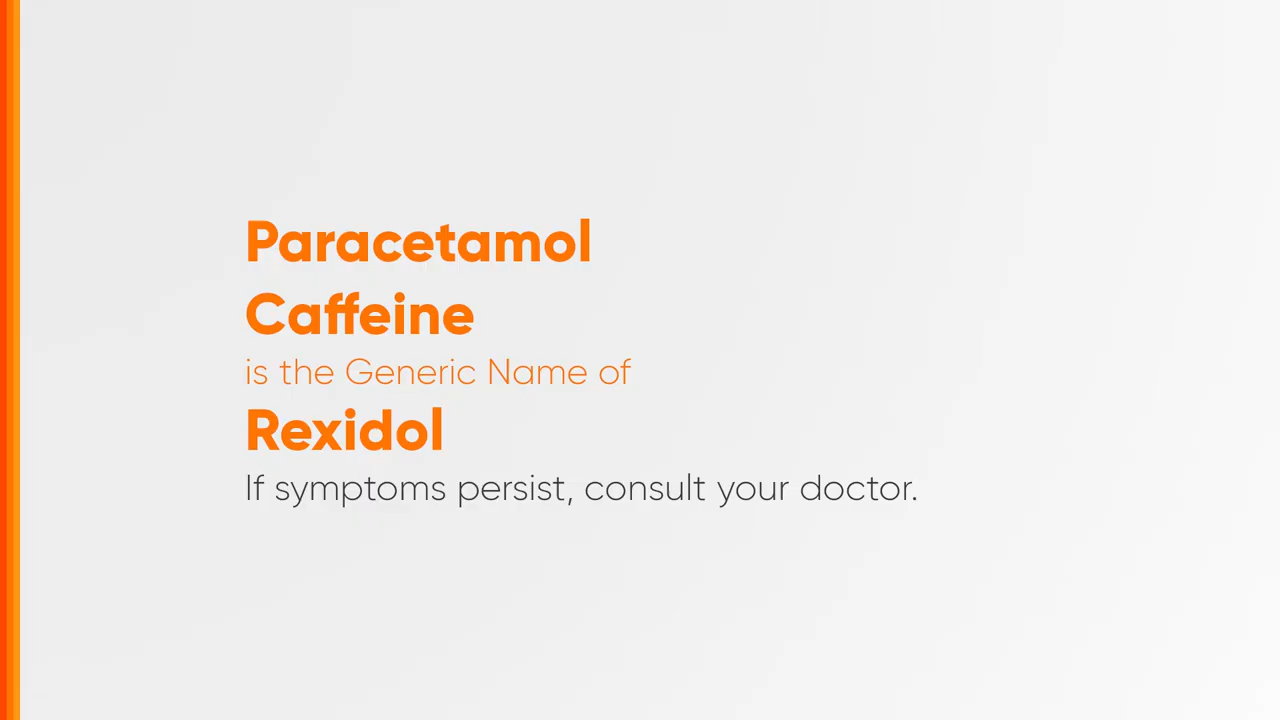 Paracetamol
Caffeine
is the Generic Name of
Rexidol
If symptoms persist, consult your doctor.